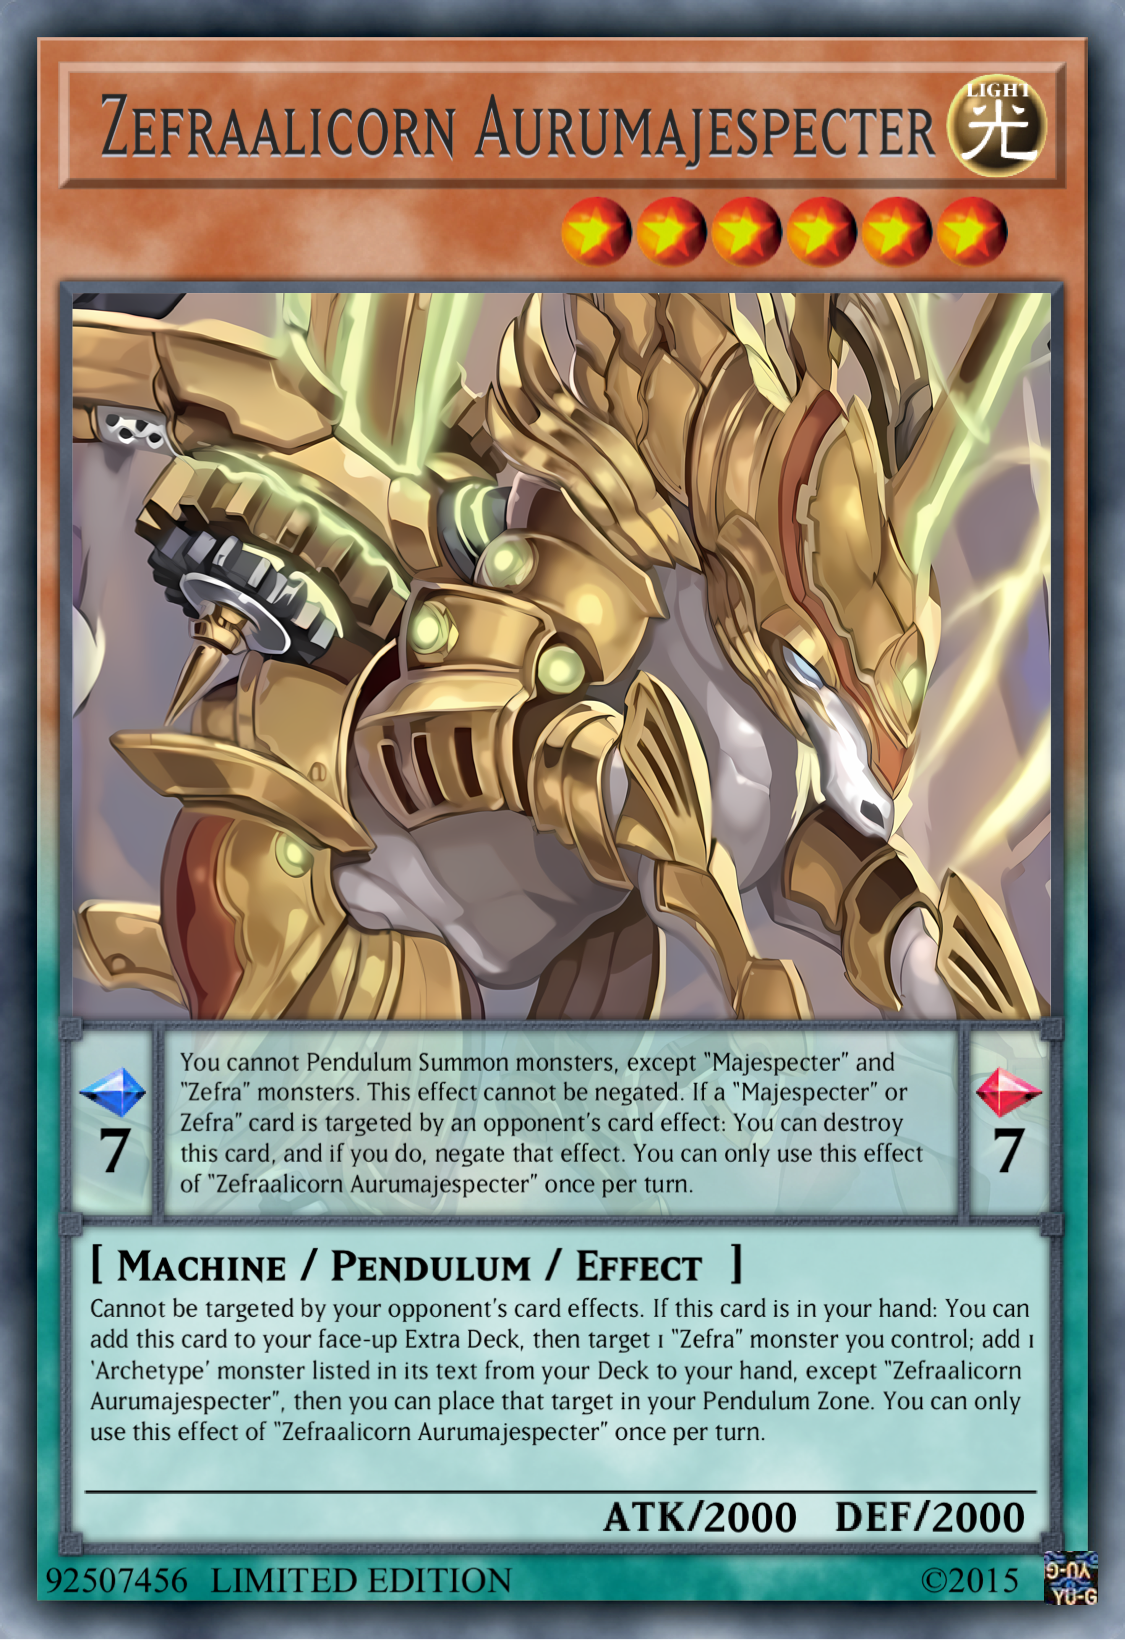 Zefraalicorn Aurumajespecter
LIGHT
光
You cannot Pendulum Summon monsters, except "Majespecter" and
"Zefra" monsters. This effect cannot be negated. If a "Majespecter" or
Zefra" card is targeted by an opponent's card effect: You can destroy
this card, and if you do, negate that effect. You can only use this effect
of "Zefraalicorn Aurumajespecter" once per turn.
7
7
[ Machine / Pendulum / Effect ]
Cannot be targeted by your opponent's card effects. If this card is in your hand: You can
add this card to your face-up Extra Deck, then target 1 "Zefra" monster you control; add 1
'Archetype' monster listed in its text from your Deck to your hand, except "Zefraalicorn
Aurumajespecter", then you can place that target in your Pendulum Zone. You can only
use this effect of "Zefraalicorn Aurumajespecter" once per turn.
ATK/2000 DEF/2000
92507456 LIMITED EDITION
©2015
YU-G
YU-G